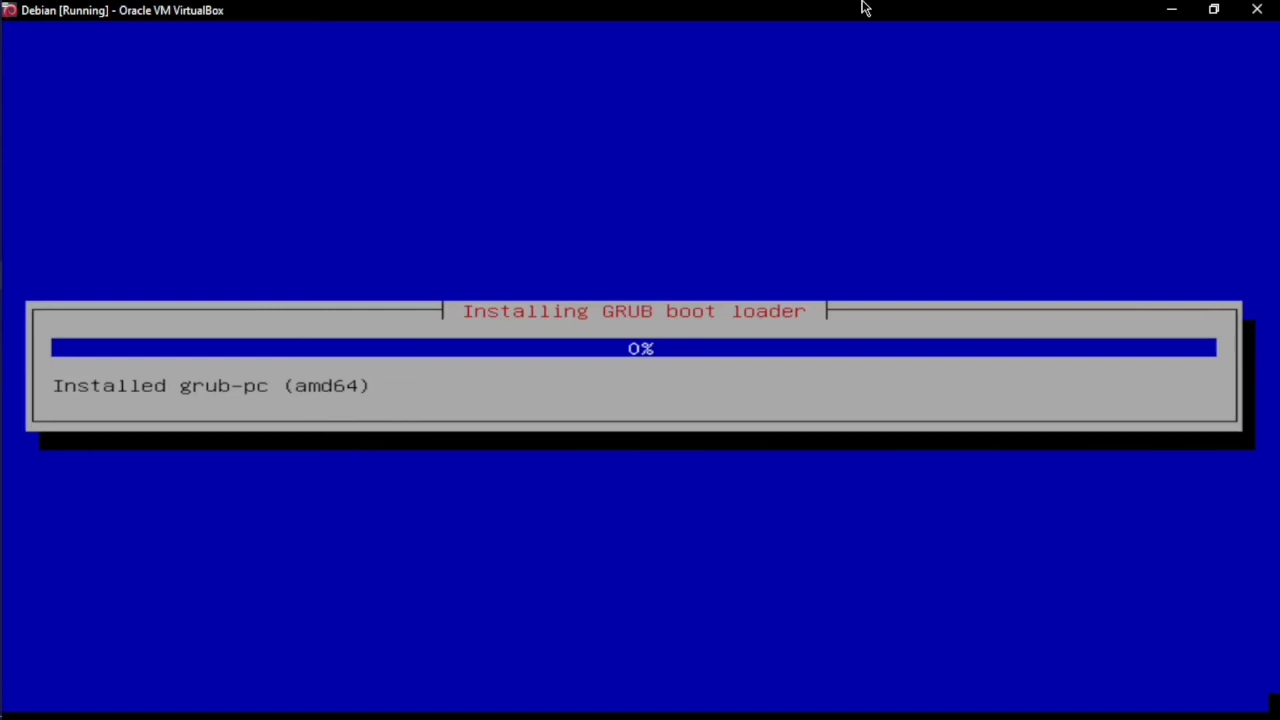 Debian [Running] - Oracle VM VirtualBox
Installing GRUB boot loader
0%
Installed grub-pc (amd64)